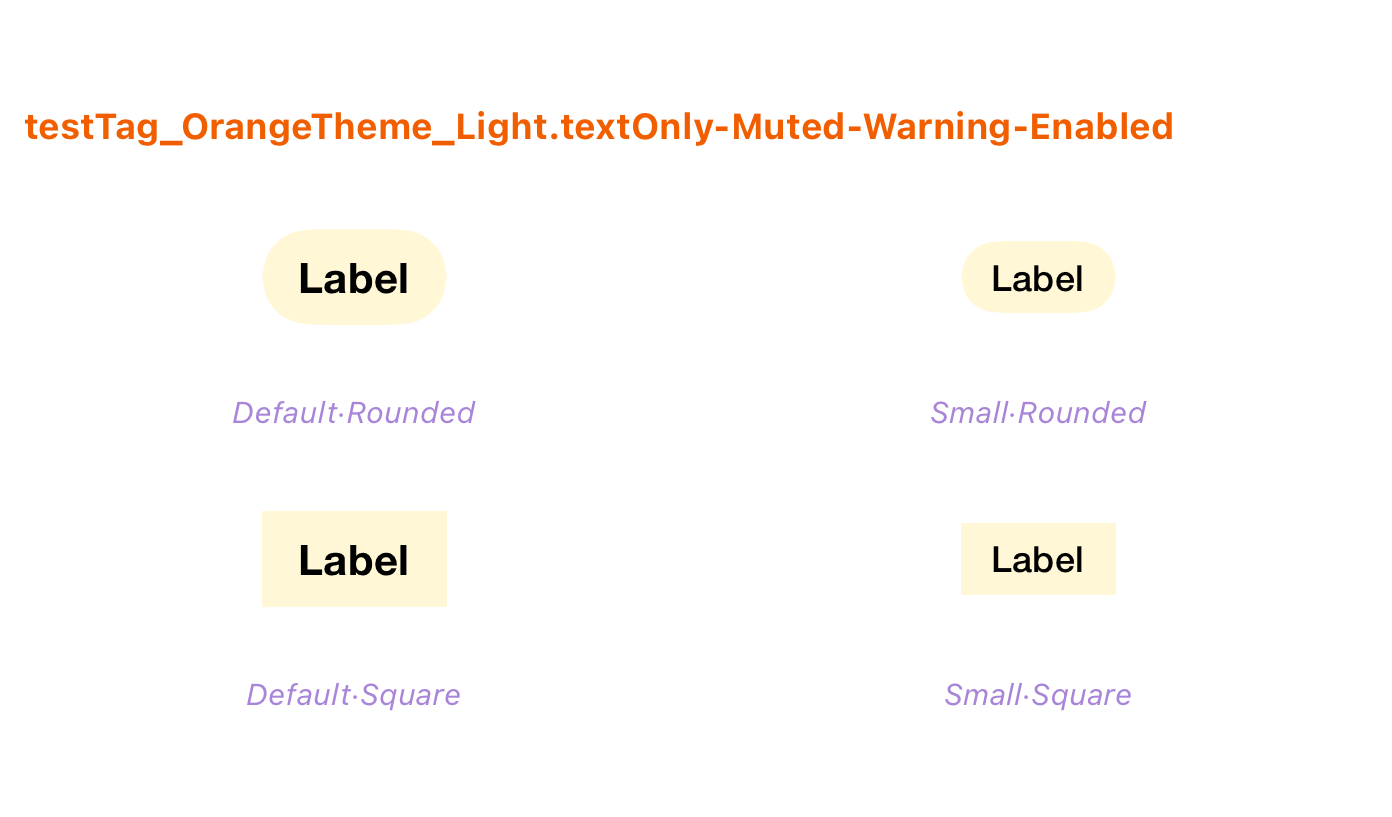 testTag_OrangeTheme_Light.textOnly-Muted-Warning-Enabled
Label
Label
Default·Rounded
Small·Rounded
Label
Label
Default·Square
Small·Square